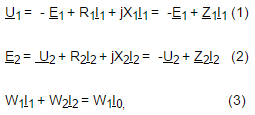 U1 = - E1 + R1I1 + jX1I1 = -E1 + Z1I1 (1)
E2 = U2 + R2I2 + jX2I2 = -U2 + Z2I2 (2)
W1I1 + W2I2 = W1I0, (3)